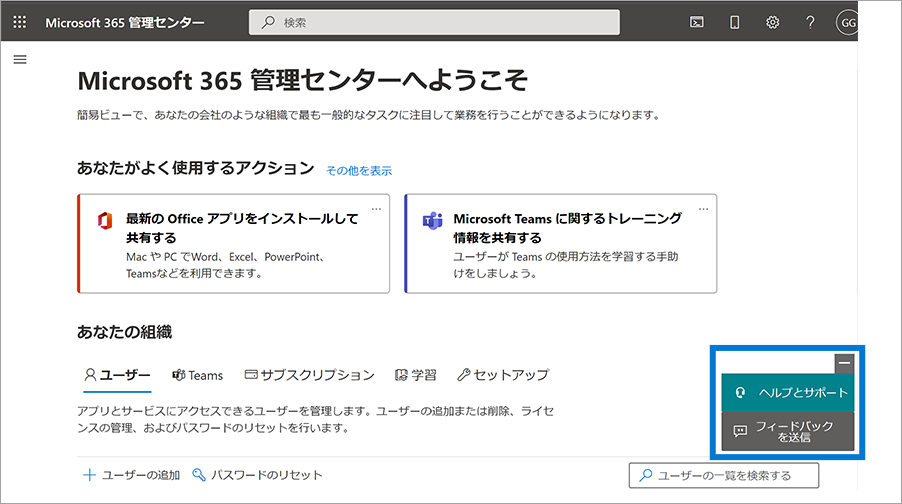 Microsoft 365 管理センター
検索
GG
Microsoft 365 管理センターへようこそ
簡易ビューで、あなたの会社のような組織で最も一般的なタスクに注目して業務を行うことができるようになります。
あなたがよく使用するアクション その他を表示
最新の Office アプリをインストールして
共有する
Mac や PC でWord、Excel、PowerPoint、
Teamsなどを利用できます。
Microsoft Teams に関するトレーニング
情報を共有する
ユーザーが Teams の使用方法を学習する手助
けをしましょう。
あなたの組織
ユーザー Teams サブスクリプション 学習 セットアップ
アプリとサービスにアクセスできるユーザーを管理します。ユーザーの追加または削除、ライセ
ンスの管理、およびパスワードのリセットを行います。
ヘルプとサポート
フィードバック
を送信
ユーザーの追加 パスワードのリセット ユーザーの一覧を検索する